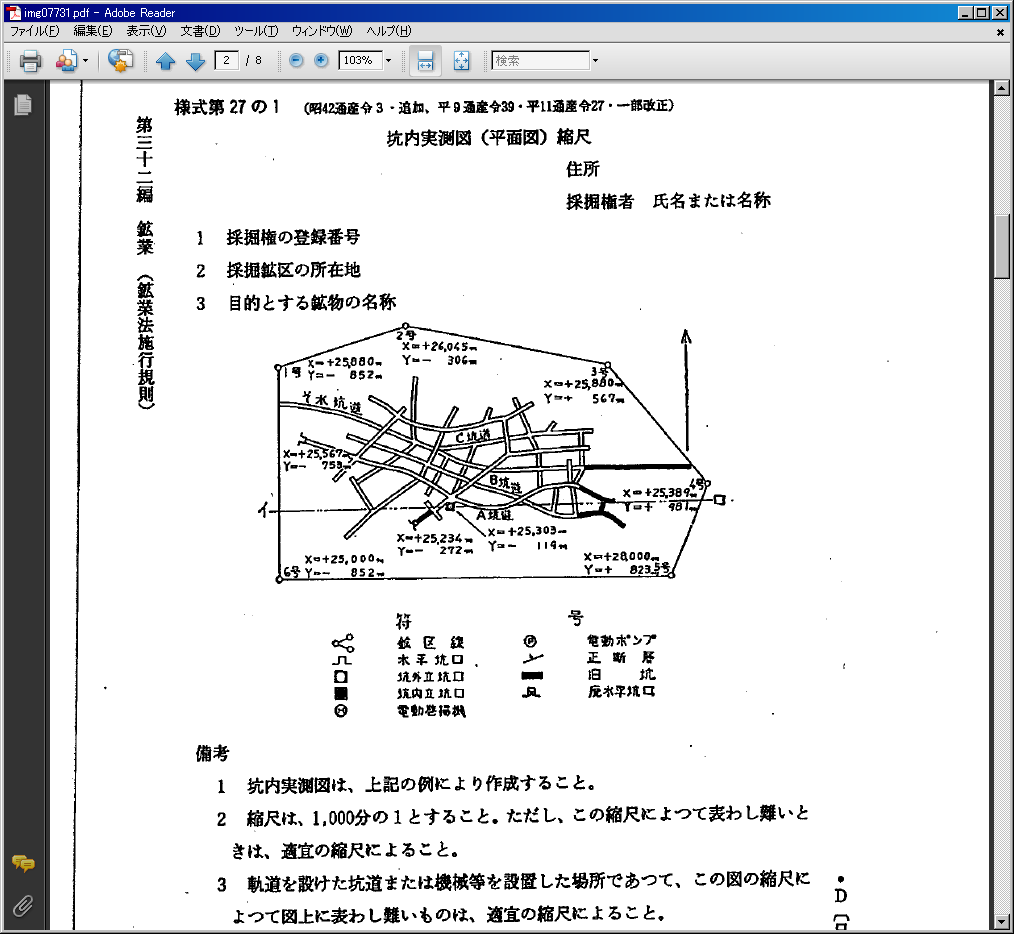 img07731.pdf - Adobe Reader
ファイル(F) 編集(E) 表示(V) 文書(D) ツール(T) ウィンドウ(W) ヘルプ(H)
2 / 8 103% 検索
第三十二編 鉱業 (鉱業法施行規則)
様式第27の1 (昭42通産令3・追加、平9通産令39・平11通産令27・一部改正)
坑内実測図(平面図)縮尺
住所
採掘権者 氏名または名称
1 採掘権の登録番号
2 採掘鉱区の所在地
3 目的とする鉱物の名称
2号
X=+26,045m
Y=- 306m
1号 X=+25,880m
Y=- 852m
3号
X=+25,880m
Y=+ 567m
水坑道
C坑道
X=+25,567m
Y=- 753m
B坑道
4号
X=+25,389m
Y=+ 981m
イ
ロ
A坑道
X=+25,303m
Y=- 114m
X=+25,234m
Y=- 272m
X=+25,000m
6号 Y=- 852m
X=+28,000m
Y=+ 823m
5号
符 号
鉱区線
水平坑口
坑外立坑口
坑内立坑口
電動捲揚機
電動ポンプ
正断層
旧坑
廃水平坑口
備考
1 坑内実測図は、上記の例により作成すること。
2 縮尺は、1,000分の1とすること。ただし、この縮尺によつて表わし難いと
きは、適宜の縮尺によること。
3 軌道を設けた坑道または機械等を設置した場所であつて、この図の縮尺に
よつて図上に表わし難いものは、適宜の縮尺によること。
・D